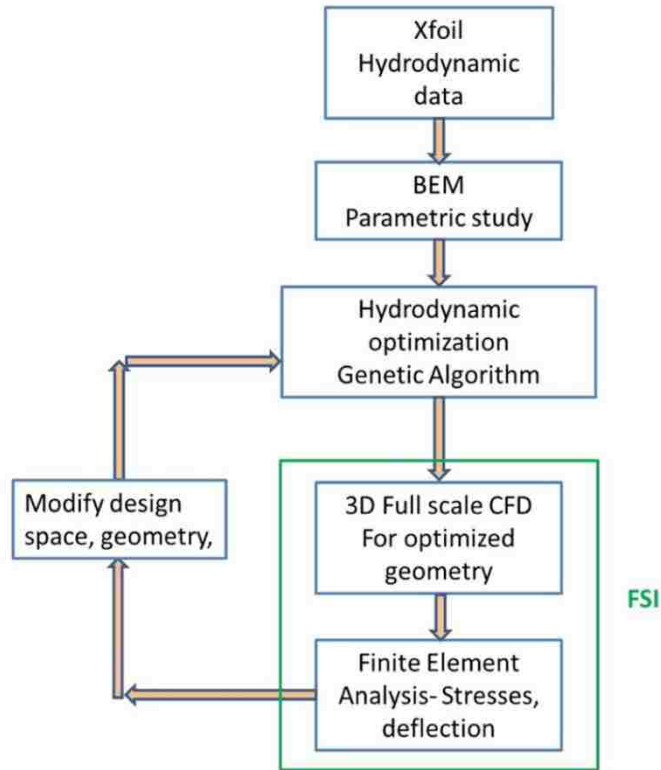 Xfoil
Hydrodynamic
data
BEM
Parametric study
Hydrodynamic
optimization
Genetic Algorithm
Modify design
space, geometry,
3D Full scale CFD
For optimized
geometry
FSI
Finite Element
Analysis- Stresses,
deflection